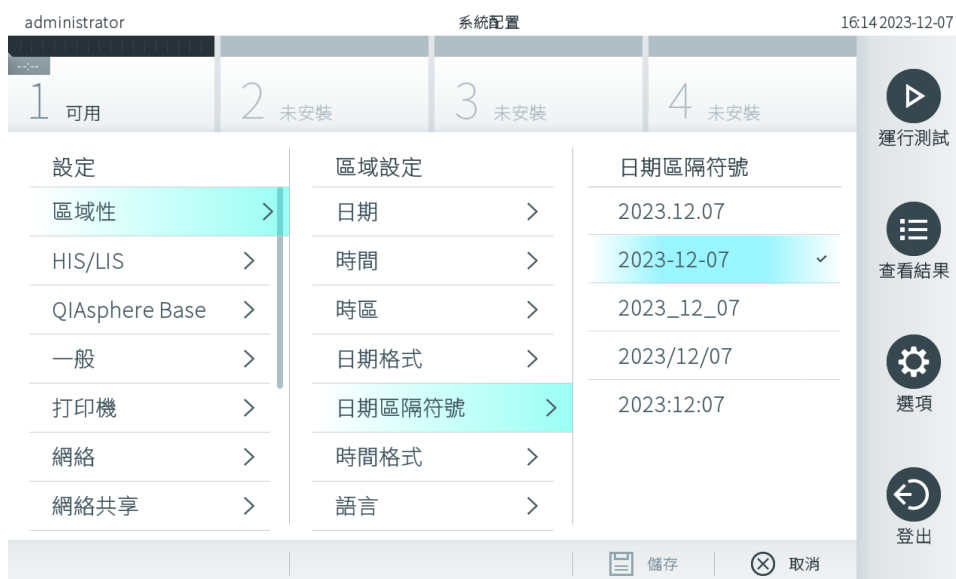 administrator
系統配置
16:14 2023-12-07
--:--
1 可用
2 未安裝
3 未安裝
4 未安裝
運行測試
查看結果
選項
登出
設定
區域性
HIS/LIS
QIAsphere Base
一般
打印機
網絡
網絡共享
區域設定
日期
時間
時區
日期格式
日期區隔符號
時間格式
語言
日期區隔符號
2023.12.07
2023-12-07
2023_12_07
2023/12/07
2023:12:07
儲存
取消